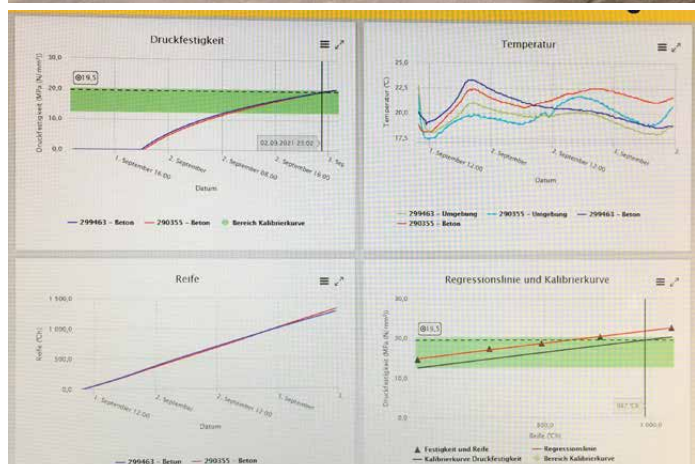 Druckfestigkeit
30,0
20,0
10,0
0,0
19,5
Druckfestigkeit (MPa (N/mm²))
02.09.2021 23:02
1. September 16:00
2. September
2. September 08:00
2. September 16:00
3. Sep
Datum
299463 – Beton
290355 – Beton
Bereich Kalibrierkurve
Temperatur
25,0
22,5
20,0
17,5
Temperatur (°C)
1. September 12:00
2. September
2. September 12:00
3. September
Datum
299463 – Umgebung
290355 – Umgebung
299463 – Beton
290355 – Beton
Reife
1 500,0
1 000,0
500,0
0,0
Reife (°Ch)
1. September 12:00
2. September
2. September 12:00
3. September
Datum
299463 – Beton
290355 – Beton
Regressionslinie und Kalibrierkurve
30,0
20,0
10,0
0,0
19,5
Druckfestigkeit (MPa (N/mm²))
1 000,0
Reife (°Ch)
Festigkeit und Reife
Regressionslinie
Kalibrierkurve Druckfestigkeit
Bereich Kalibrierkurve